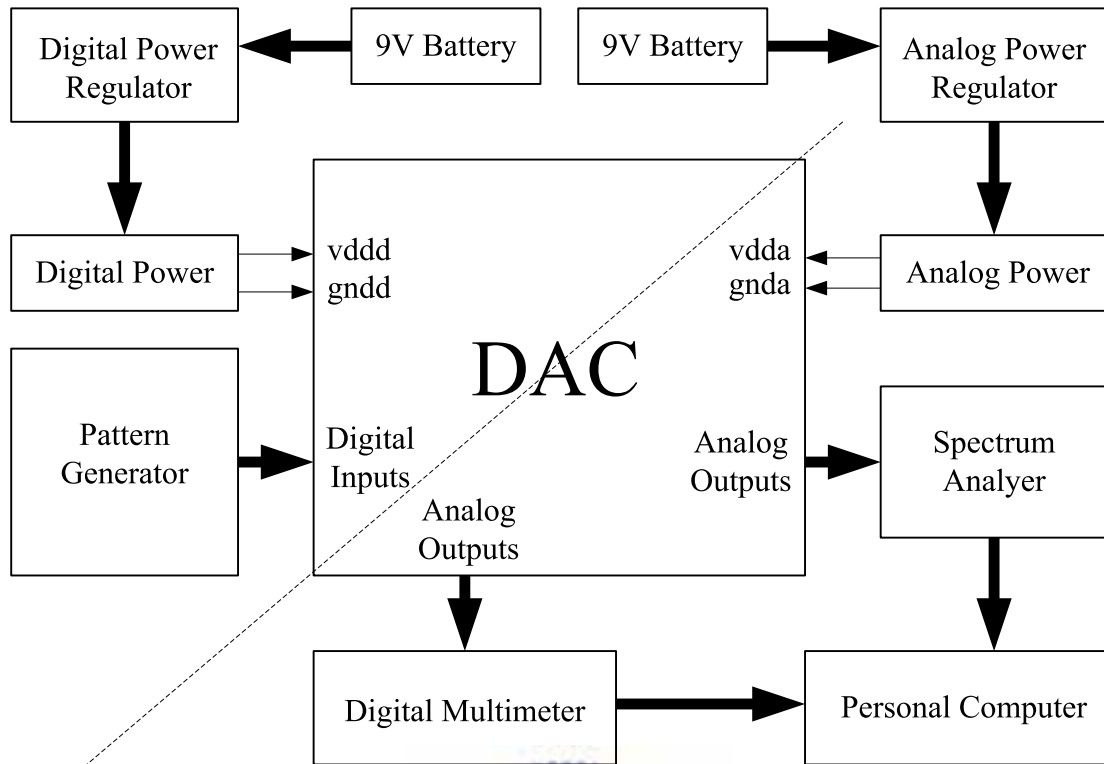 Digital Power
Regulator
9V Battery
9V Battery
Analog Power
Regulator
Digital Power
vddd
gndd
vdda
gnda
Analog Power
DAC
Pattern
Generator
Digital
Inputs
Analog
Outputs
Analog
Outputs
Spectrum
Analyer
Digital Multimeter
Personal Computer